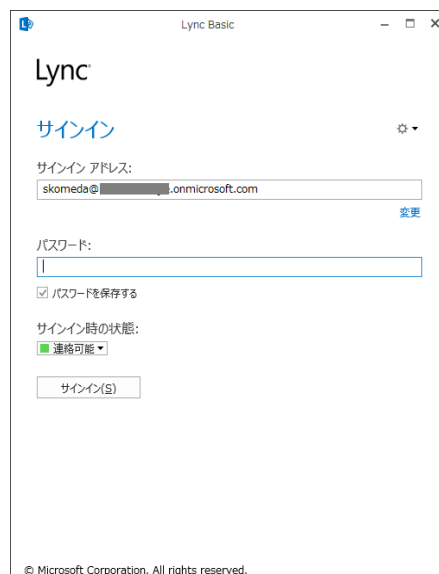 Lync Basic
Lync
サインイン
サインイン アドレス:
skomeda@ .onmicrosoft.com
変更
パスワード:
パスワードを保存する
サインイン時の状態:
連絡可能
サインイン(S)
© Microsoft Corporation. All rights reserved.